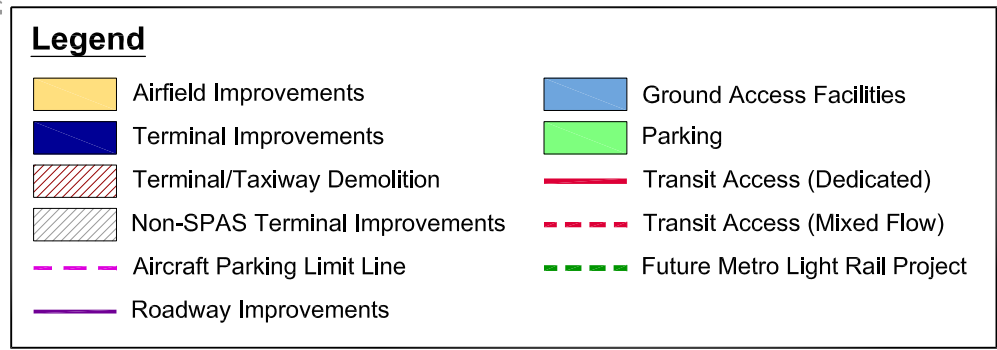 Legend
Airfield Improvements
Terminal Improvements
Terminal/Taxiway Demolition
Non-SPAS Terminal Improvements
Aircraft Parking Limit Line
Roadway Improvements
Ground Access Facilities
Parking
Transit Access (Dedicated)
Transit Access (Mixed Flow)
Future Metro Light Rail Project